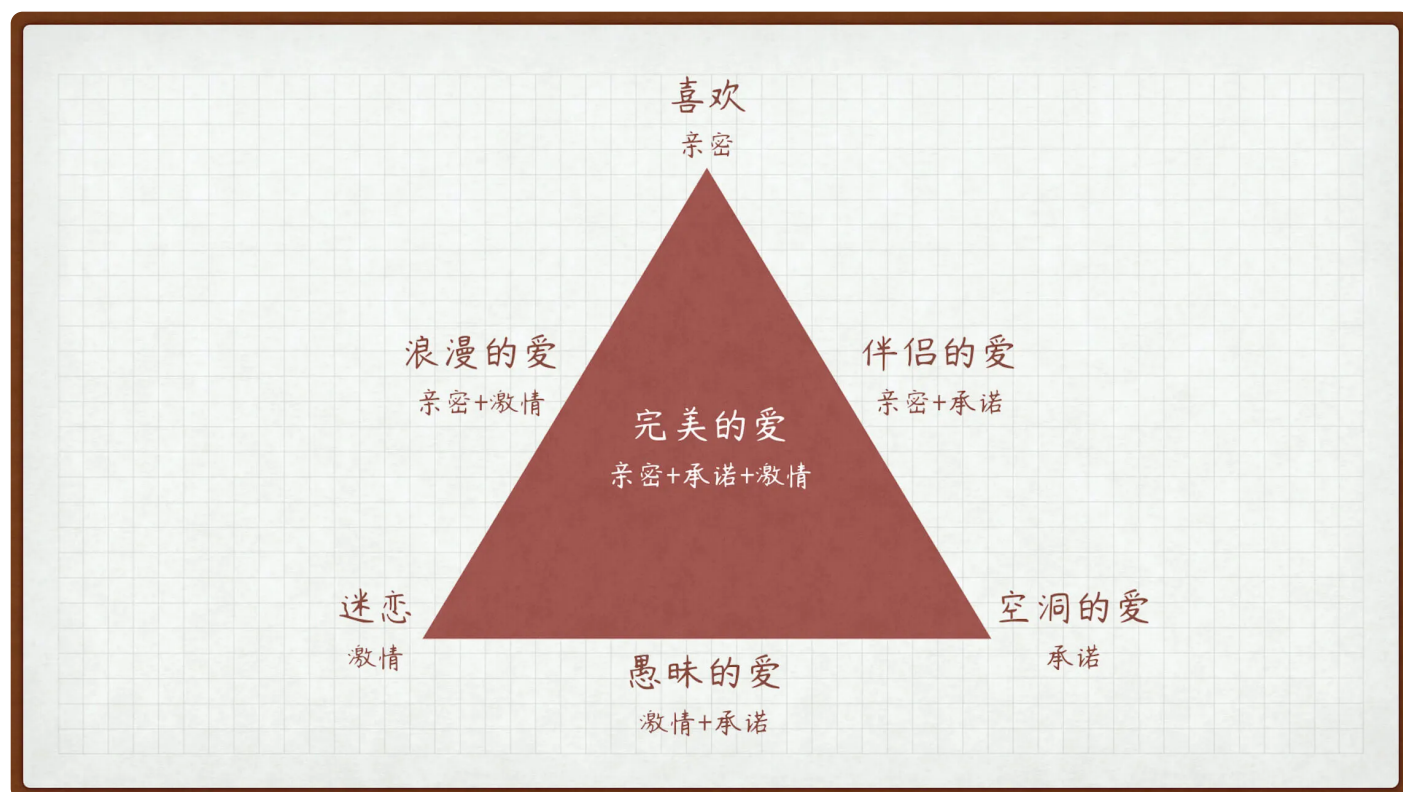 喜欢
亲密
浪漫的爱
亲密+激情
伴侣的爱
亲密+承诺
完美的爱
亲密+承诺+激情
迷恋
激情
空洞的爱
承诺
愚昧的爱
激情+承诺